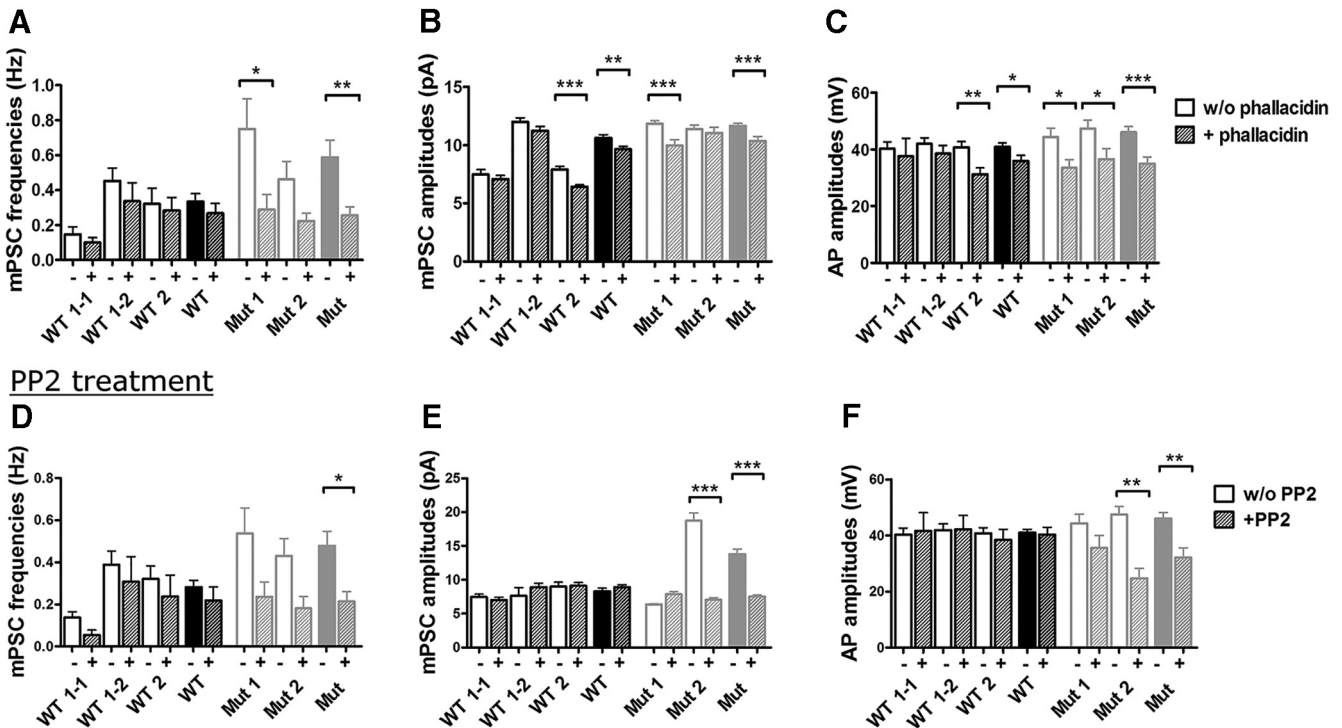 A
mPSC frequencies (Hz)
1.0
0.8
0.6
0.4
0.2
0.0
* **
- + - + - + - + - + - + - +
WT 1-1 WT 1-2 WT 2 WT Mut 1 Mut 2 Mut
B
mPSC amplitudes (pA)
15
10
5
0
*** ** *** ***
- + - + - + - + - + - + - +
WT 1-1 WT 1-2 WT 2 WT Mut 1 Mut 2 Mut
C
AP amplitudes (mV)
60
40
20
0
** * * * ***
- + - + - + - + - + - + - +
WT 1-1 WT 1-2 WT 2 WT Mut 1 Mut 2 Mut
w/o phallacidin
+ phallacidin
PP2 treatment
D
mPSC frequencies (Hz)
0.8
0.6
0.4
0.2
0.0
*
- + - + - + - + - + - + - +
WT 1-1 WT 1-2 WT 2 WT Mut 1 Mut 2 Mut
E
mPSC amplitudes (pA)
25
20
15
10
5
0
*** ***
- + - + - + - + - + - + - +
WT 1-1 WT 1-2 WT 2 WT Mut 1 Mut 2 Mut
F
AP amplitudes (mV)
60
40
20
0
** **
- + - + - + - + - + - + - +
WT 1-1 WT 1-2 WT 2 WT Mut 1 Mut 2 Mut
w/o PP2
+PP2